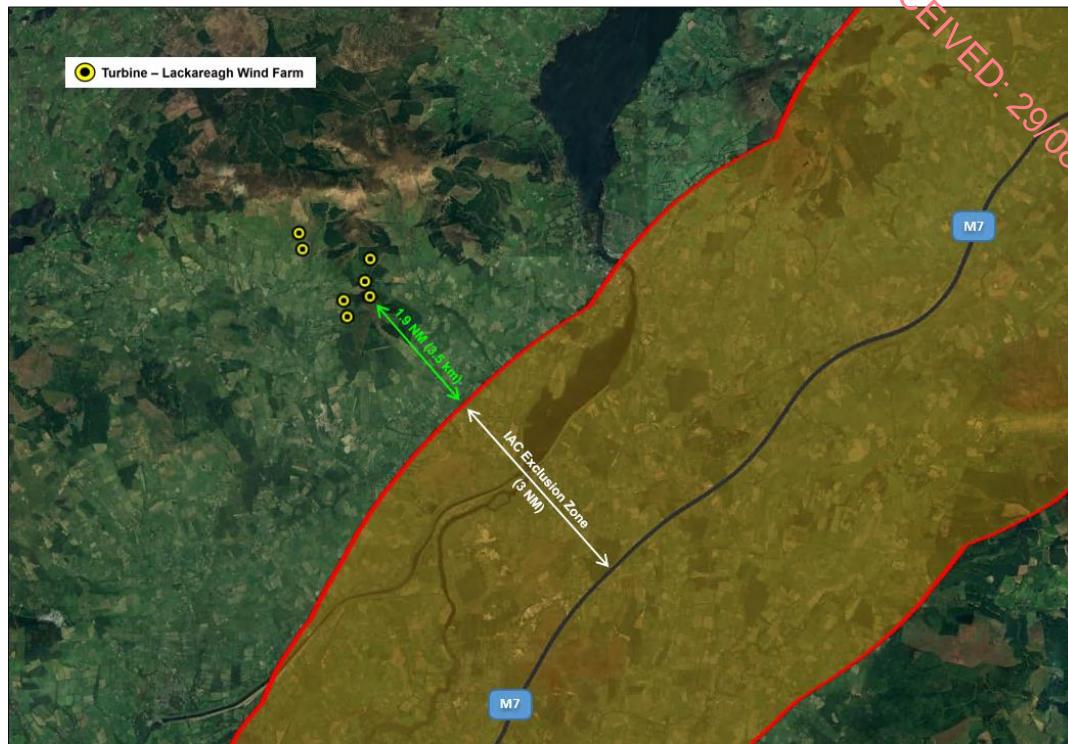 CEIVED: 29/08
Turbine – Lackareagh Wind Farm
M7
1.9 NM (3.5 km)
IAC Exclusion Zone
(3 NM)
M7